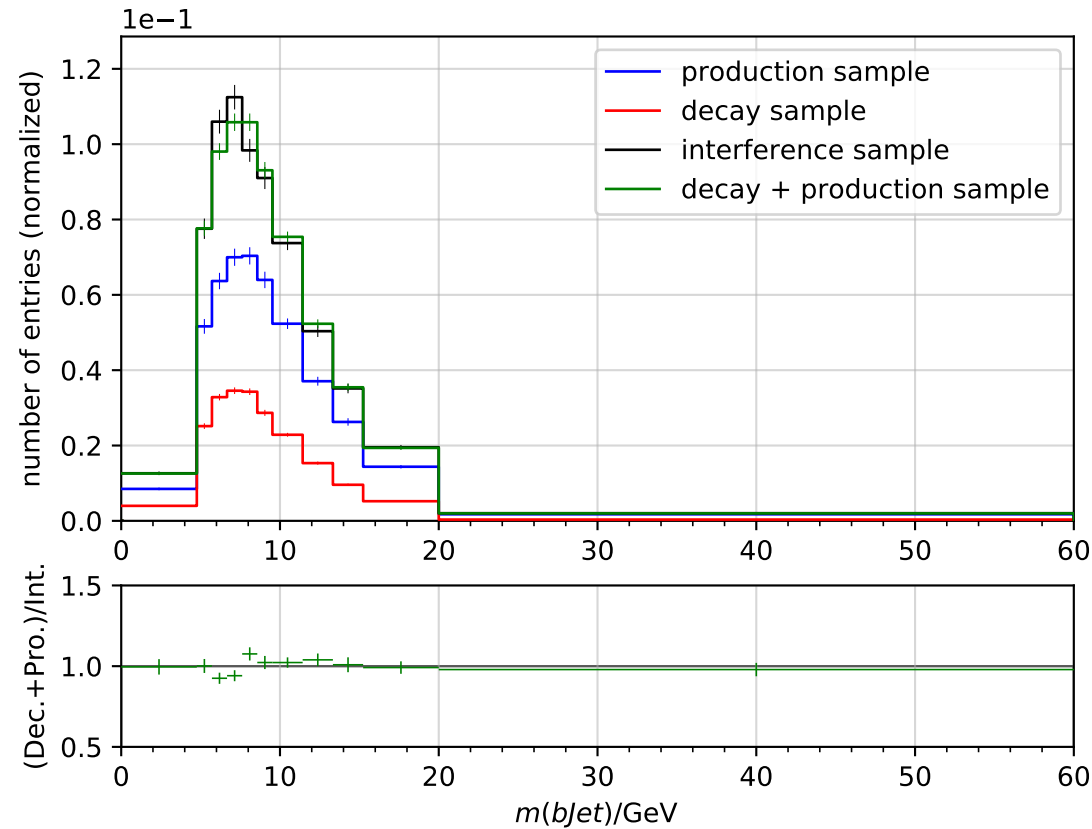 1e−1
number of entries (normalized)
1.2
1.0
0.8
0.6
0.4
0.2
0.0
production sample
decay sample
interference sample
decay + production sample
0 10 20 30 40 50 60
(Dec.+Pro.)/Int.
1.5
1.0
0.5
0 10 20 30 40 50 60
m(bJet)/GeV